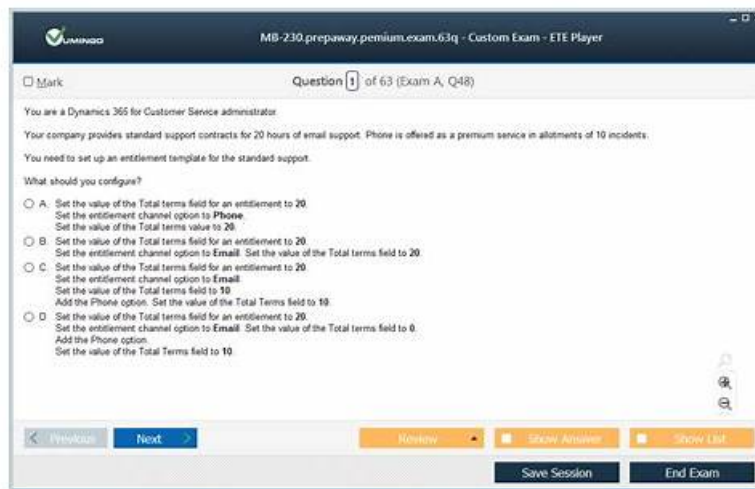 VUMINGO
MB-230.prepaway.pemium.exam.63q - Custom Exam - ETE Player
Mark
Question 1 of 63 (Exam A, Q48)
You are a Dynamics 365 for Customer Service administrator.
Your company provides standard support contracts for 20 hours of email support. Phone is offered as a premium service in allotments of 10 incidents.
You need to set up an entitlement template for the standard support.
What should you configure?
A. Set the value of the Total terms field for an entitlement to 20.
Set the entitlement channel option to Phone.
Set the value of the Total terms value to 20.
B. Set the value of the Total terms field for an entitlement to 20.
Set the entitlement channel option to Email. Set the value of the Total terms field to 20.
C. Set the value of the Total terms field for an entitlement to 20.
Set the entitlement channel option to Email.
Set the value of the Total terms field to 10.
Add the Phone option. Set the value of the Total Terms field to 10.
D. Set the value of the Total terms field for an entitlement to 20.
Set the entitlement channel option to Email. Set the value of the Total terms field to 0.
Add the Phone option.
Set the value of the Total Terms field to 10.
Previous
Next
Review
Show Answer
Show List
Save Session
End Exam